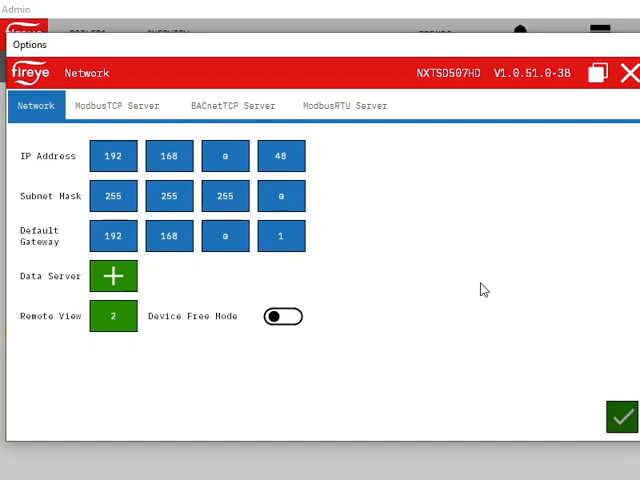 Admin
Options
fireye Network NXTSD507HD V1.0.51.0-38
Network ModbusTCP Server BACnetTCP Server ModbusRTU Server
IP Address 192 168 0 48
Subnet Mask 255 255 255 0
Default
Gateway 192 168 0 1
Data Server +
Remote View 2 Device Free Mode